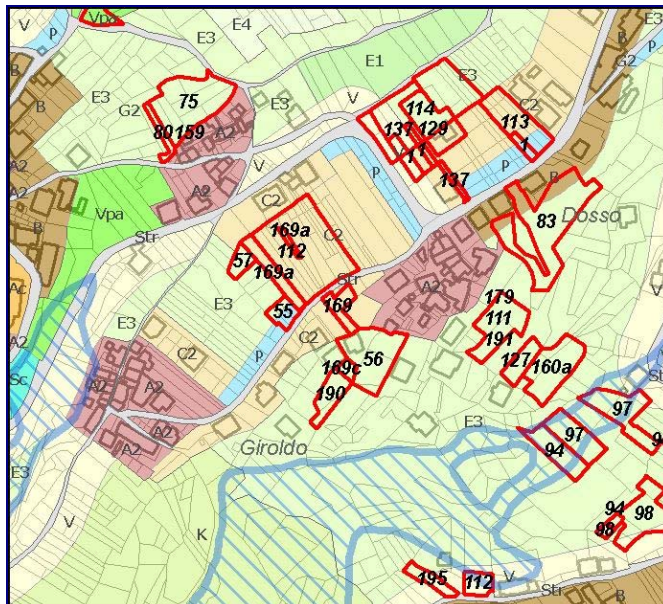 V
Vpa
E3
E4
E3
P
V
E3
G2
P
B
E1
E3
B
G2
75
E3
114
C2
113
80
159
A2
137
129
1
11
A2
V
P
137
P
B
B
A2
Vpa
C2
169a
C2
83
Dosso
Str
112
57
169a
Str
A2
179
E3
55
169
111
191
C2
P
56
127
160a
C2
169c
190
A2
A2
A2
E3
97
97
94
Giroldo
E3
Sc
Ac
A2
E3
V
K
94
98
98
195
112
V
Str
B